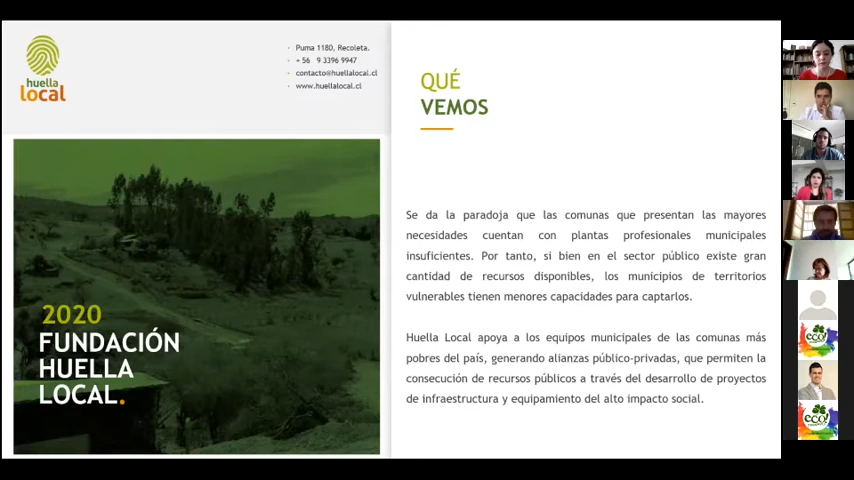 huella
local
Puma 1180, Recoleta.
+ 56 9 3396 9947
contacto@huellalocal.cl
www.huellalocal.cl
2020
FUNDACIÓN
HUELLA
LOCAL.
QUÉ
VEMOS
Se da la paradoja que las comunas que presentan las mayores
necesidades cuentan con plantas profesionales municipales
insuficientes. Por tanto, si bien en el sector público existe gran
cantidad de recursos disponibles, los municipios de territorios
vulnerables tienen menores capacidades para captarlos.
Huella Local apoya a los equipos municipales de las comunas más
pobres del país, generando alianzas público-privadas, que permiten la
consecución de recursos públicos a través del desarrollo de proyectos
de infraestructura y equipamiento del alto impacto social.
eco!
eco!